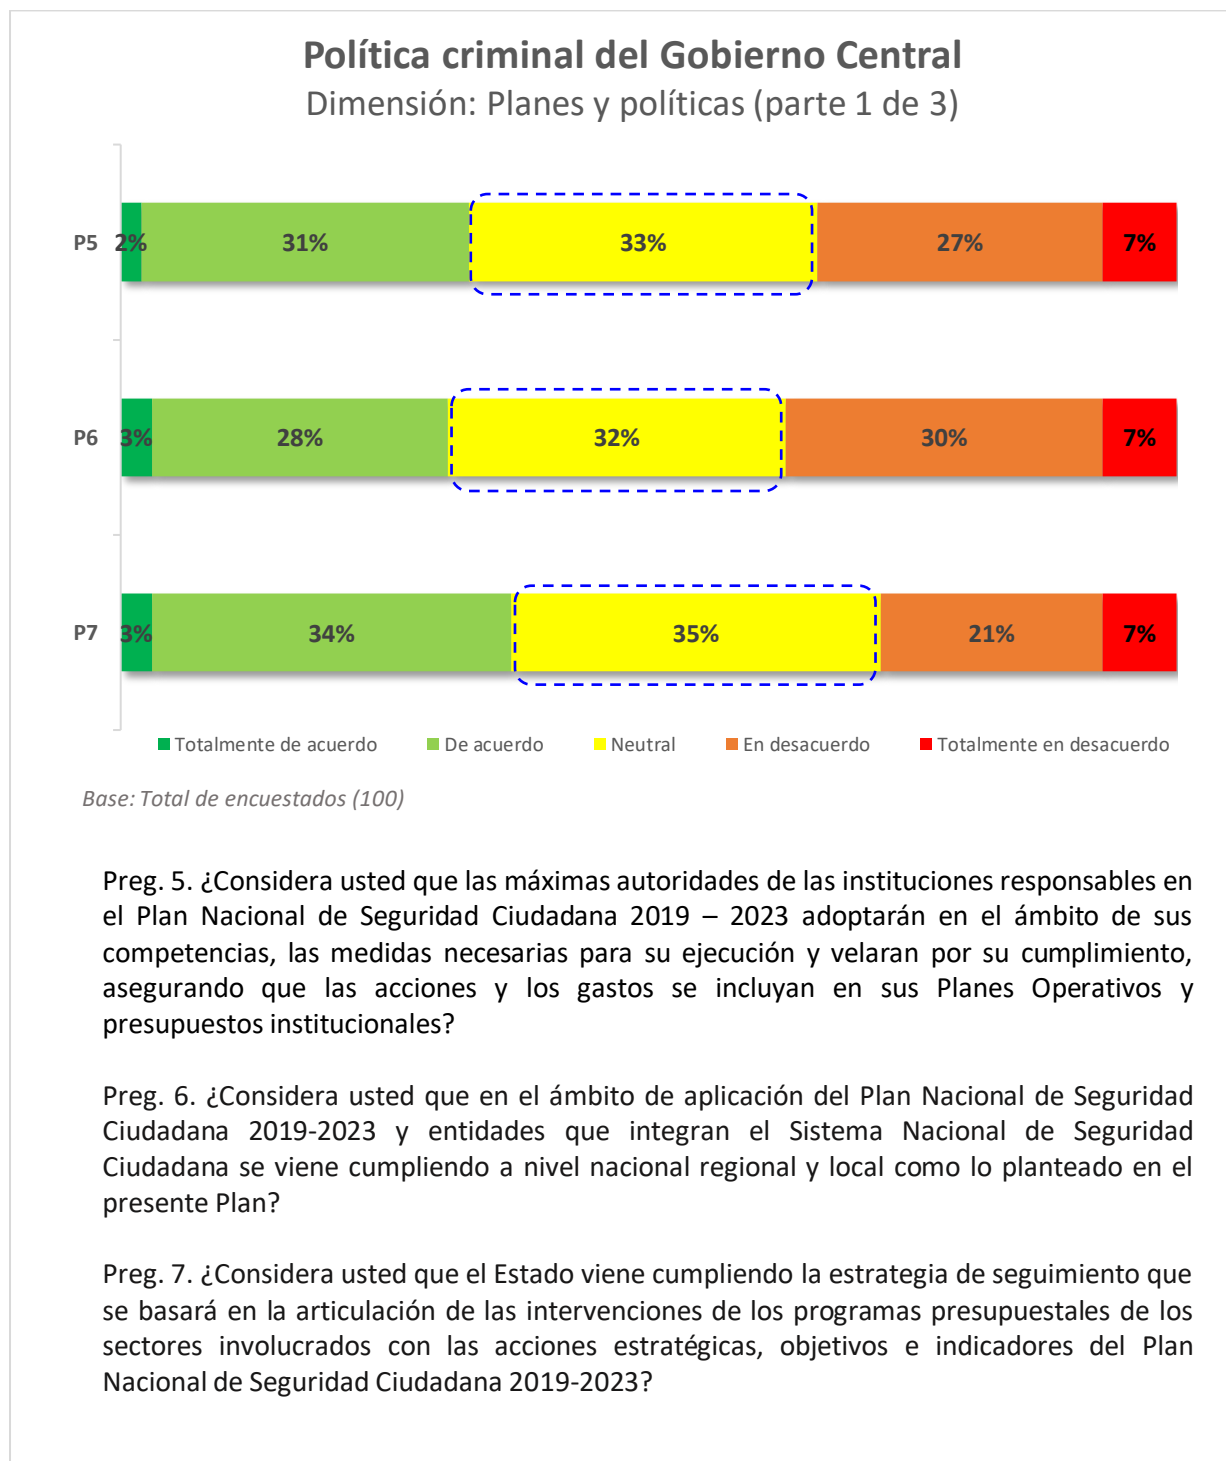 Política criminal del Gobierno Central
Dimensión: Planes y políticas (parte 1 de 3)
P5 2% 31% 33% 27% 7%
P6 3% 28% 32% 30% 7%
P7 3% 34% 35% 21% 7%
Totalmente de acuerdo De acuerdo Neutral En desacuerdo Totalmente en desacuerdo
Base: Total de encuestados (100)
Preg. 5. ¿Considera usted que las máximas autoridades de las instituciones responsables en
el Plan Nacional de Seguridad Ciudadana 2019 – 2023 adoptarán en el ámbito de sus
competencias, las medidas necesarias para su ejecución y velaran por su cumplimiento,
asegurando que las acciones y los gastos se incluyan en sus Planes Operativos y
presupuestos institucionales?
Preg. 6. ¿Considera usted que en el ámbito de aplicación del Plan Nacional de Seguridad
Ciudadana 2019-2023 y entidades que integran el Sistema Nacional de Seguridad
Ciudadana se viene cumpliendo a nivel nacional regional y local como lo planteado en el
presente Plan?
Preg. 7. ¿Considera usted que el Estado viene cumpliendo la estrategia de seguimiento que
se basará en la articulación de las intervenciones de los programas presupuestales de los
sectores involucrados con las acciones estratégicas, objetivos e indicadores del Plan
Nacional de Seguridad Ciudadana 2019-2023?